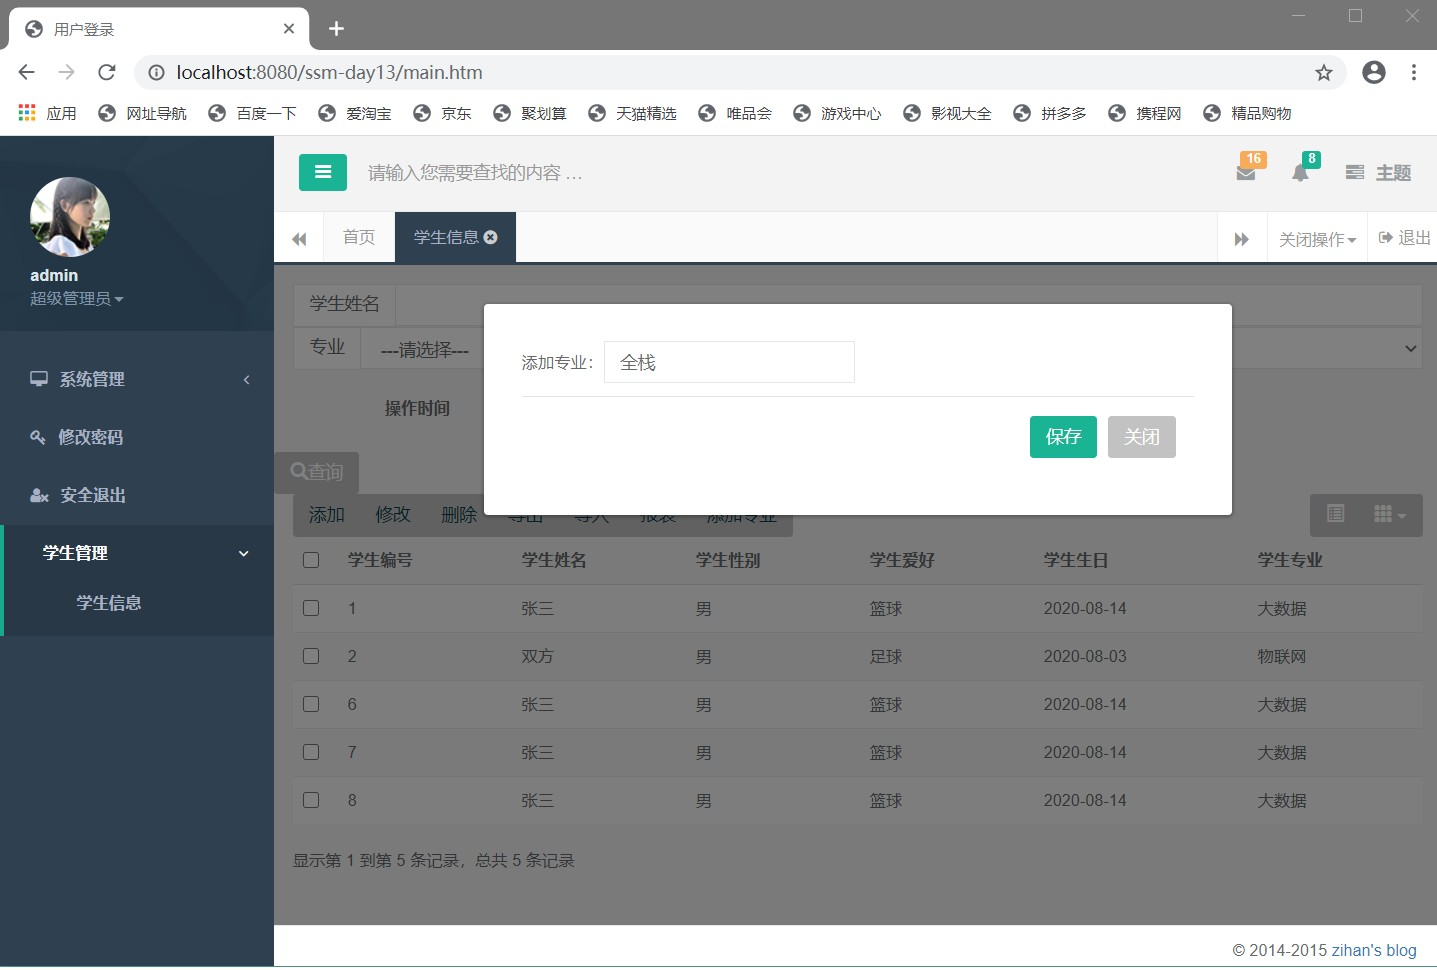 用户登录
localhost:8080/ssm-day13/main.htm
应用 网址导航 百度一下 爱淘宝 京东 聚划算 天猫精选 唯品会 游戏中心 影视大全 拼多多 携程网 精品购物
admin
超级管理员
系统管理
修改密码
安全退出
学生管理
学生信息
请输入您需要查找的内容 …
16
8
主题
首页 学生信息 关闭操作 退出
学生姓名
专业 ---请选择---
操作时间
添加专业： 全栈
保存 关闭
查询
添加 修改 删除 导出 导入 报表 添加专业
学生编号 学生姓名 学生性别 学生爱好 学生生日 学生专业
1 张三 男 篮球 2020-08-14 大数据
2 双方 男 足球 2020-08-03 物联网
6 张三 男 篮球 2020-08-14 大数据
7 张三 男 篮球 2020-08-14 大数据
8 张三 男 篮球 2020-08-14 大数据
显示第 1 到第 5 条记录，总共 5 条记录
© 2014-2015 zihan's blog